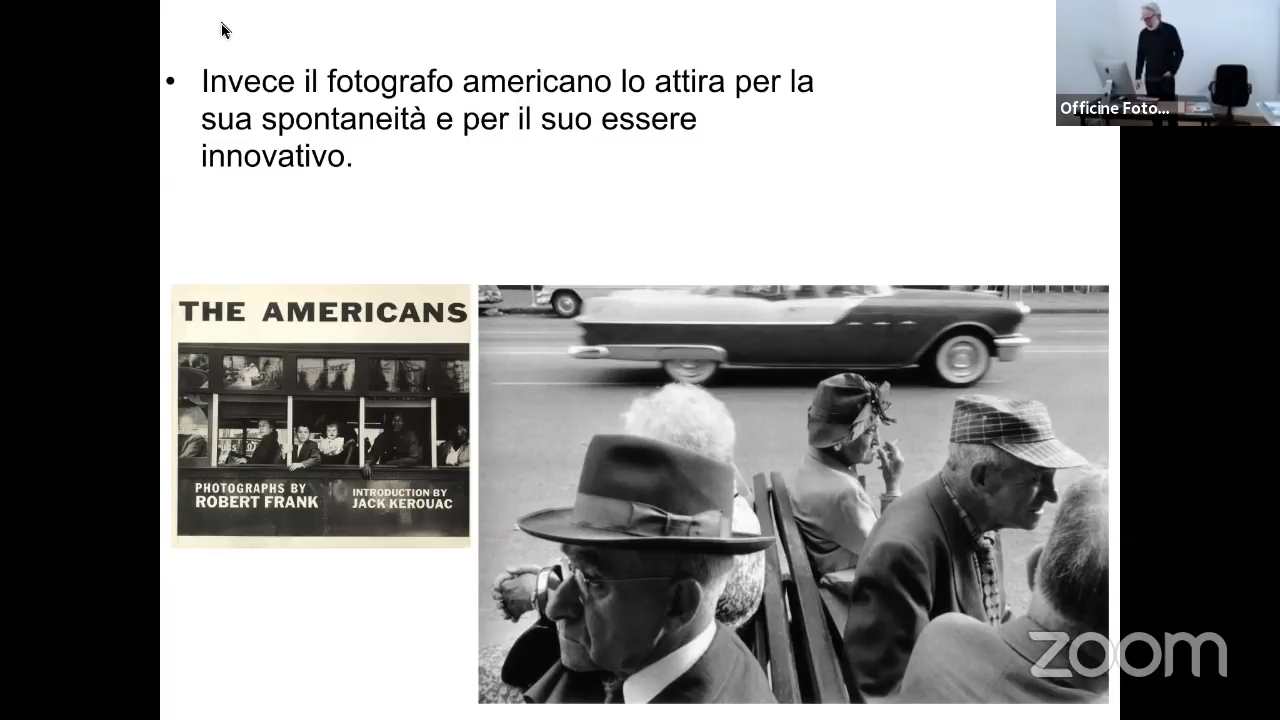 • Invece il fotografo americano lo attira per la
sua spontaneità e per il suo essere
innovativo.
Officine Foto...
THE AMERICANS
PHOTOGRAPHS BY
ROBERT FRANK
INTRODUCTION BY
JACK KEROUAC
zoom